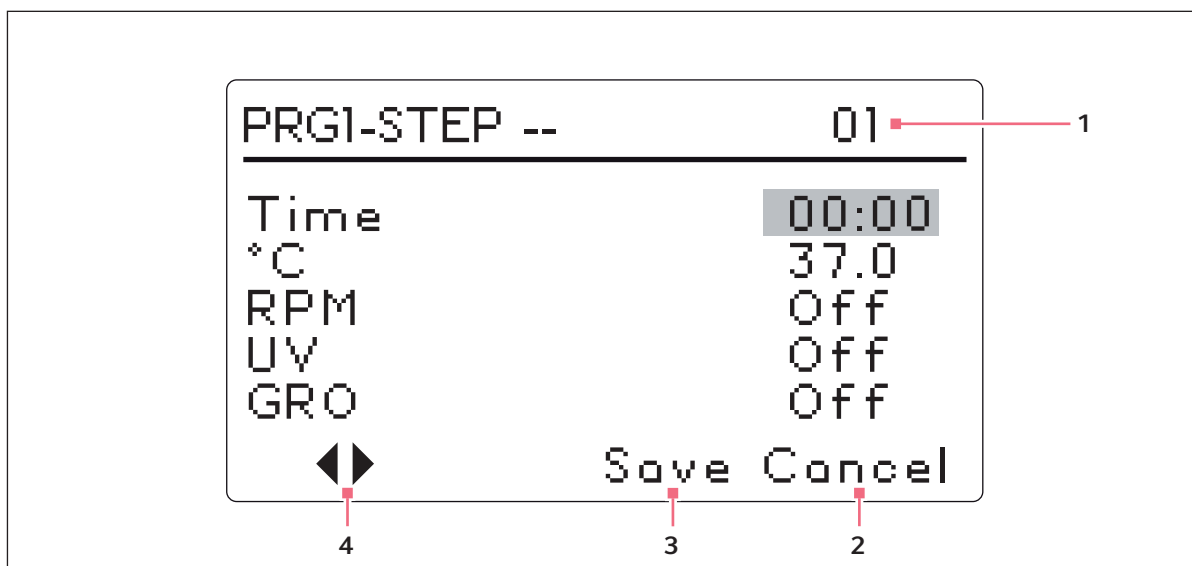 PRG1-STEP -- 01 1
Time 00:00
°C 37.0
RPM Off
UV Off
GRO Off
Save Cancel
4 3 2